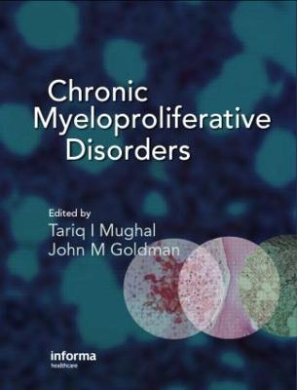 Chronic
Myeloproliferative
Disorders
Edited by
Tariq I Mughal
John M Goldman
informa
healthcare